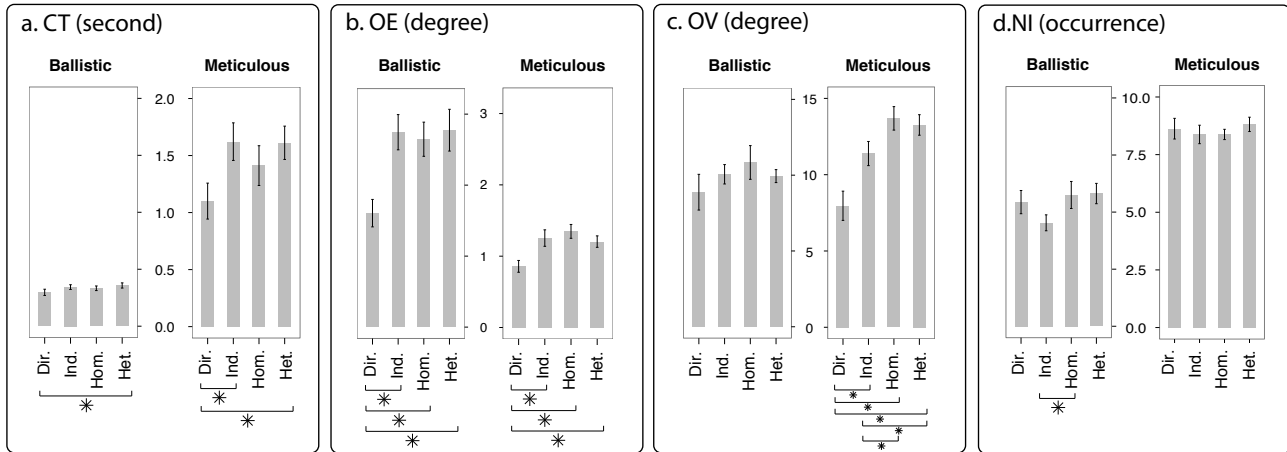 a. CT (second)
Ballistic
Meticulous
2.0
1.5
1.0
0.5
0.0
Dir.
Ind.
Hom.
Het.
Dir.
Ind.
Hom.
Het.
*
*
*
b. OE (degree)
Ballistic
Meticulous
3
2
1
0
Dir.
Ind.
Hom.
Het.
Dir.
Ind.
Hom.
Het.
*
*
*
*
*
*
c. OV (degree)
Ballistic
Meticulous
15
10
5
0
Dir.
Ind.
Hom.
Het.
Dir.
Ind.
Hom.
Het.
*
*
*
*
*
d.NI (occurrence)
Ballistic
Meticulous
10.0
7.5
5.0
2.5
0.0
Dir.
Ind.
Hom.
Het.
Dir.
Ind.
Hom.
Het.
*